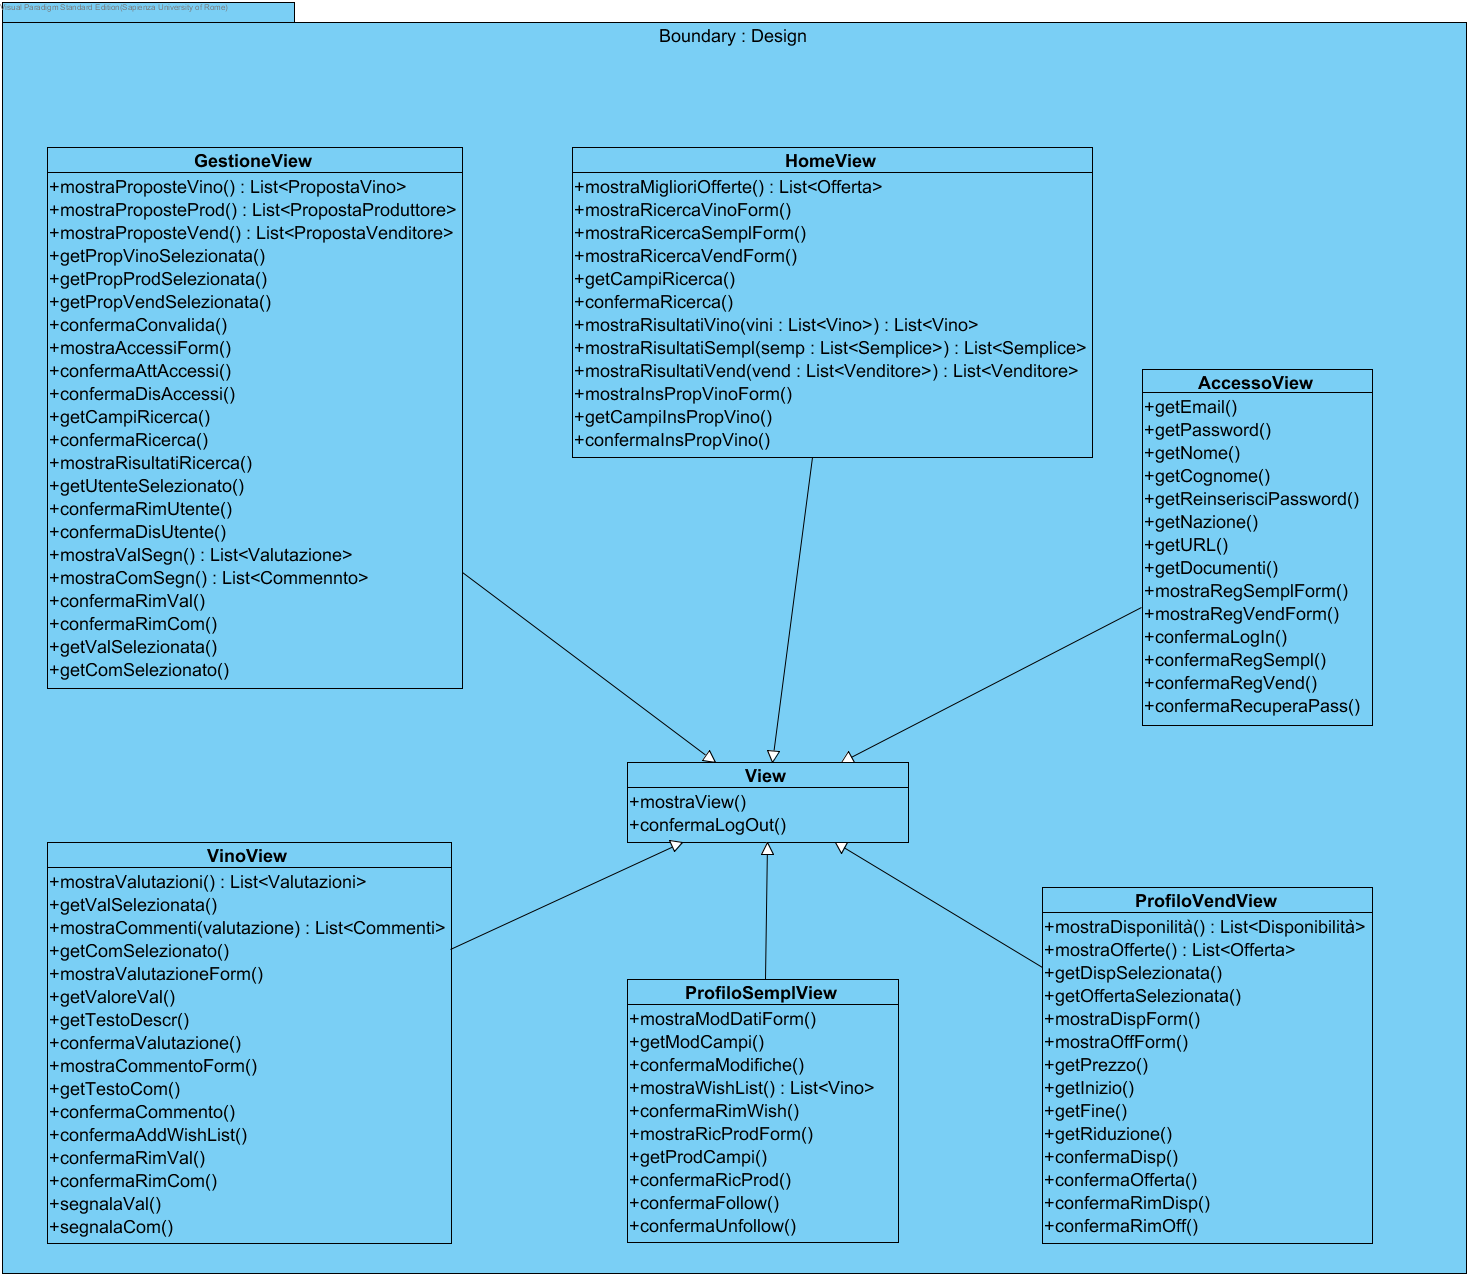 Visual Paradigm Standard Edition(Sapienza University of Rome)
Boundary : Design
GestioneView
+mostraProposteVino() : List<PropostaVino>
+mostraProposteProd() : List<PropostaProduttore>
+mostraProposteVend() : List<PropostaVenditore>
+getPropVinoSelezionata()
+getPropProdSelezionata()
+getPropVendSelezionata()
+confermaConvalida()
+mostraAccessiForm()
+confermaAttAccessi()
+confermaDisAccessi()
+getCampiRicerca()
+confermaRicerca()
+mostraRisultatiRicerca()
+getUtenteSelezionato()
+confermaRimUtente()
+confermaDisUtente()
+mostraValSegn() : List<Valutazione>
+mostraComSegn() : List<Commennto>
+confermaRimVal()
+confermaRimCom()
+getValSelezionata()
+getComSelezionato()
HomeView
+mostraMiglioriOfferte() : List<Offerta>
+mostraRicercaVinoForm()
+mostraRicercaSemplForm()
+mostraRicercaVendForm()
+getCampiRicerca()
+confermaRicerca()
+mostraRisultatiVino(vini : List<Vino>) : List<Vino>
+mostraRisultatiSempl(semp : List<Semplice>) : List<Semplice>
+mostraRisultatiVend(vend : List<Venditore>) : List<Venditore>
+mostraInsPropVinoForm()
+getCampiInsPropVino()
+confermaInsPropVino()
AccessoView
+getEmail()
+getPassword()
+getNome()
+getCognome()
+getReinserisciPassword()
+getNazione()
+getURL()
+getDocumenti()
+mostraRegSemplForm()
+mostraRegVendForm()
+confermaLogIn()
+confermaRegSempl()
+confermaRegVend()
+confermaRecuperaPass()
View
+mostraView()
+confermaLogOut()
VinoView
+mostraValutazioni() : List<Valutazioni>
+getValSelezionata()
+mostraCommenti(valutazione) : List<Commenti>
+getComSelezionato()
+mostraValutazioneForm()
+getValoreVal()
+getTestoDescr()
+confermaValutazione()
+mostraCommentoForm()
+getTestoCom()
+confermaCommento()
+confermaAddWishList()
+confermaRimVal()
+confermaRimCom()
+segnalaVal()
+segnalaCom()
ProfiloSemplView
+mostraModDatiForm()
+getModCampi()
+confermaModifiche()
+mostraWishList() : List<Vino>
+confermaRimWish()
+mostraRicProdForm()
+getProdCampi()
+confermaRicProd()
+confermaFollow()
+confermaUnfollow()
ProfiloVendView
+mostraDisponilità() : List<Disponibilità>
+mostraOfferte() : List<Offerta>
+getDispSelezionata()
+getOffertaSelezionata()
+mostraDispForm()
+mostraOffForm()
+getPrezzo()
+getInizio()
+getFine()
+getRiduzione()
+confermaDisp()
+confermaOfferta()
+confermaRimDisp()
+confermaRimOff()